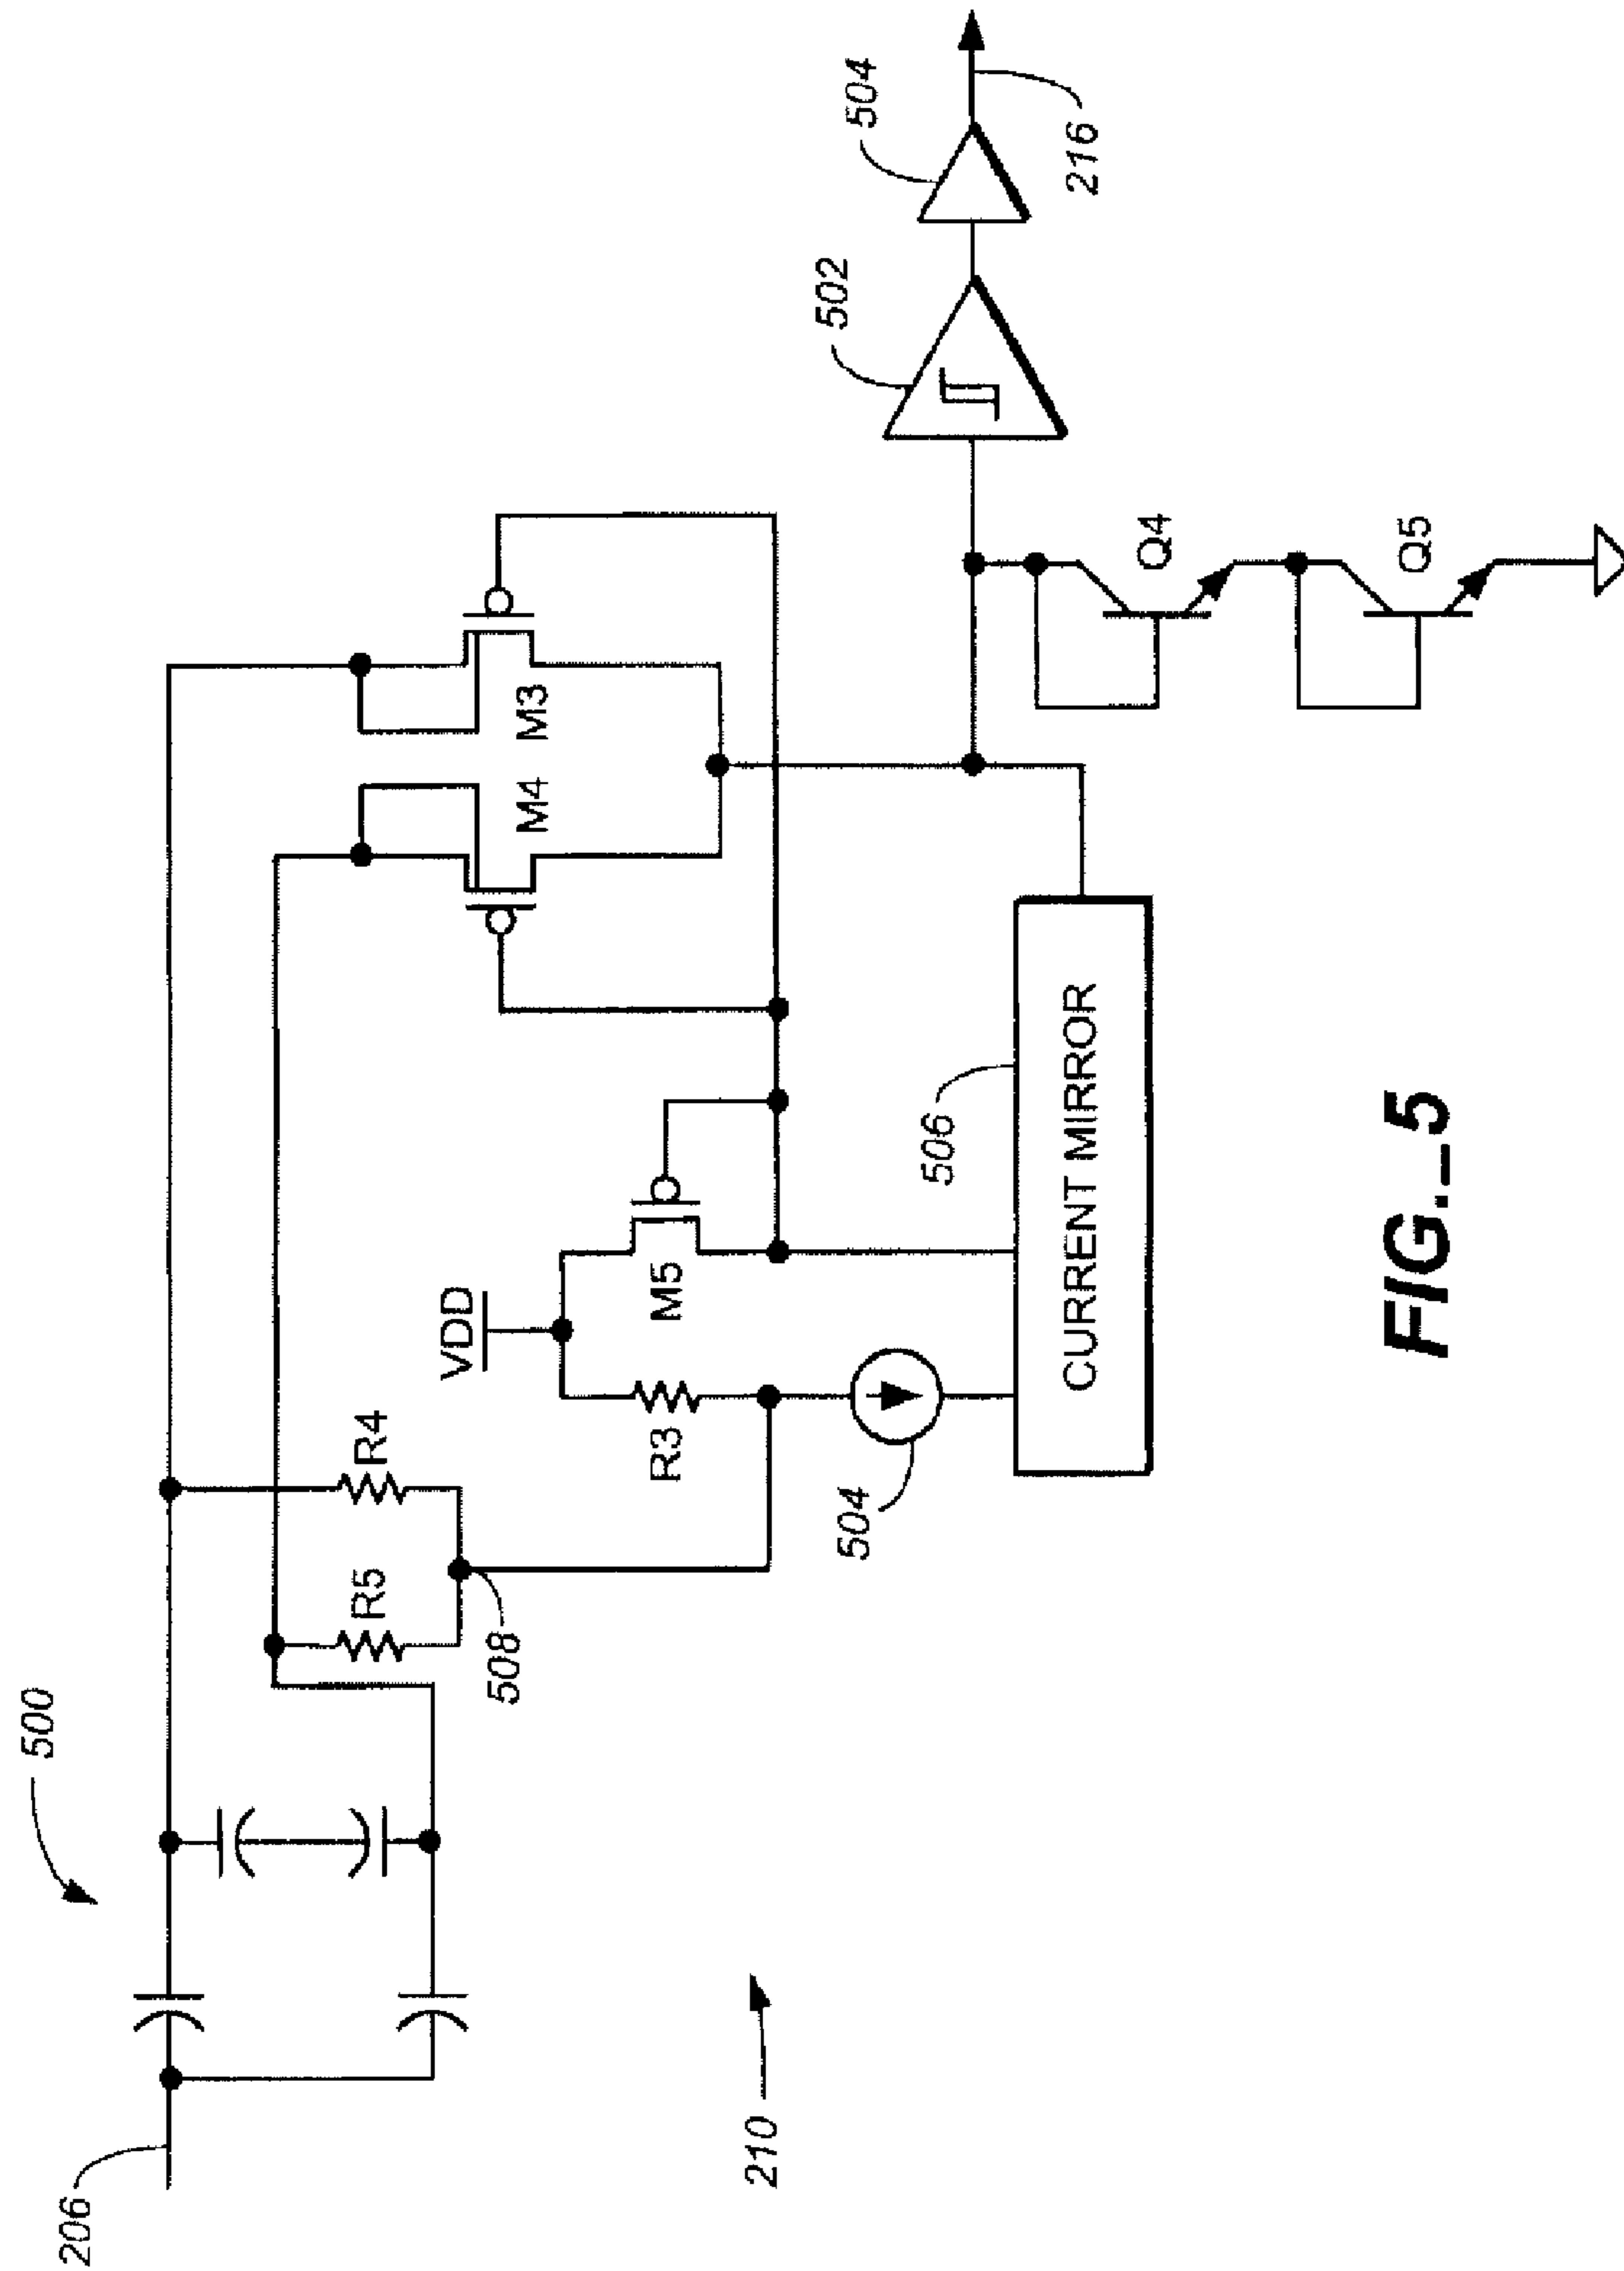 500
206
R5
R4
508
VDD
R3
M5
M4
M3
504
506
CURRENT MIRROR
210
502
504
216
Q4
Q5
FIG._5